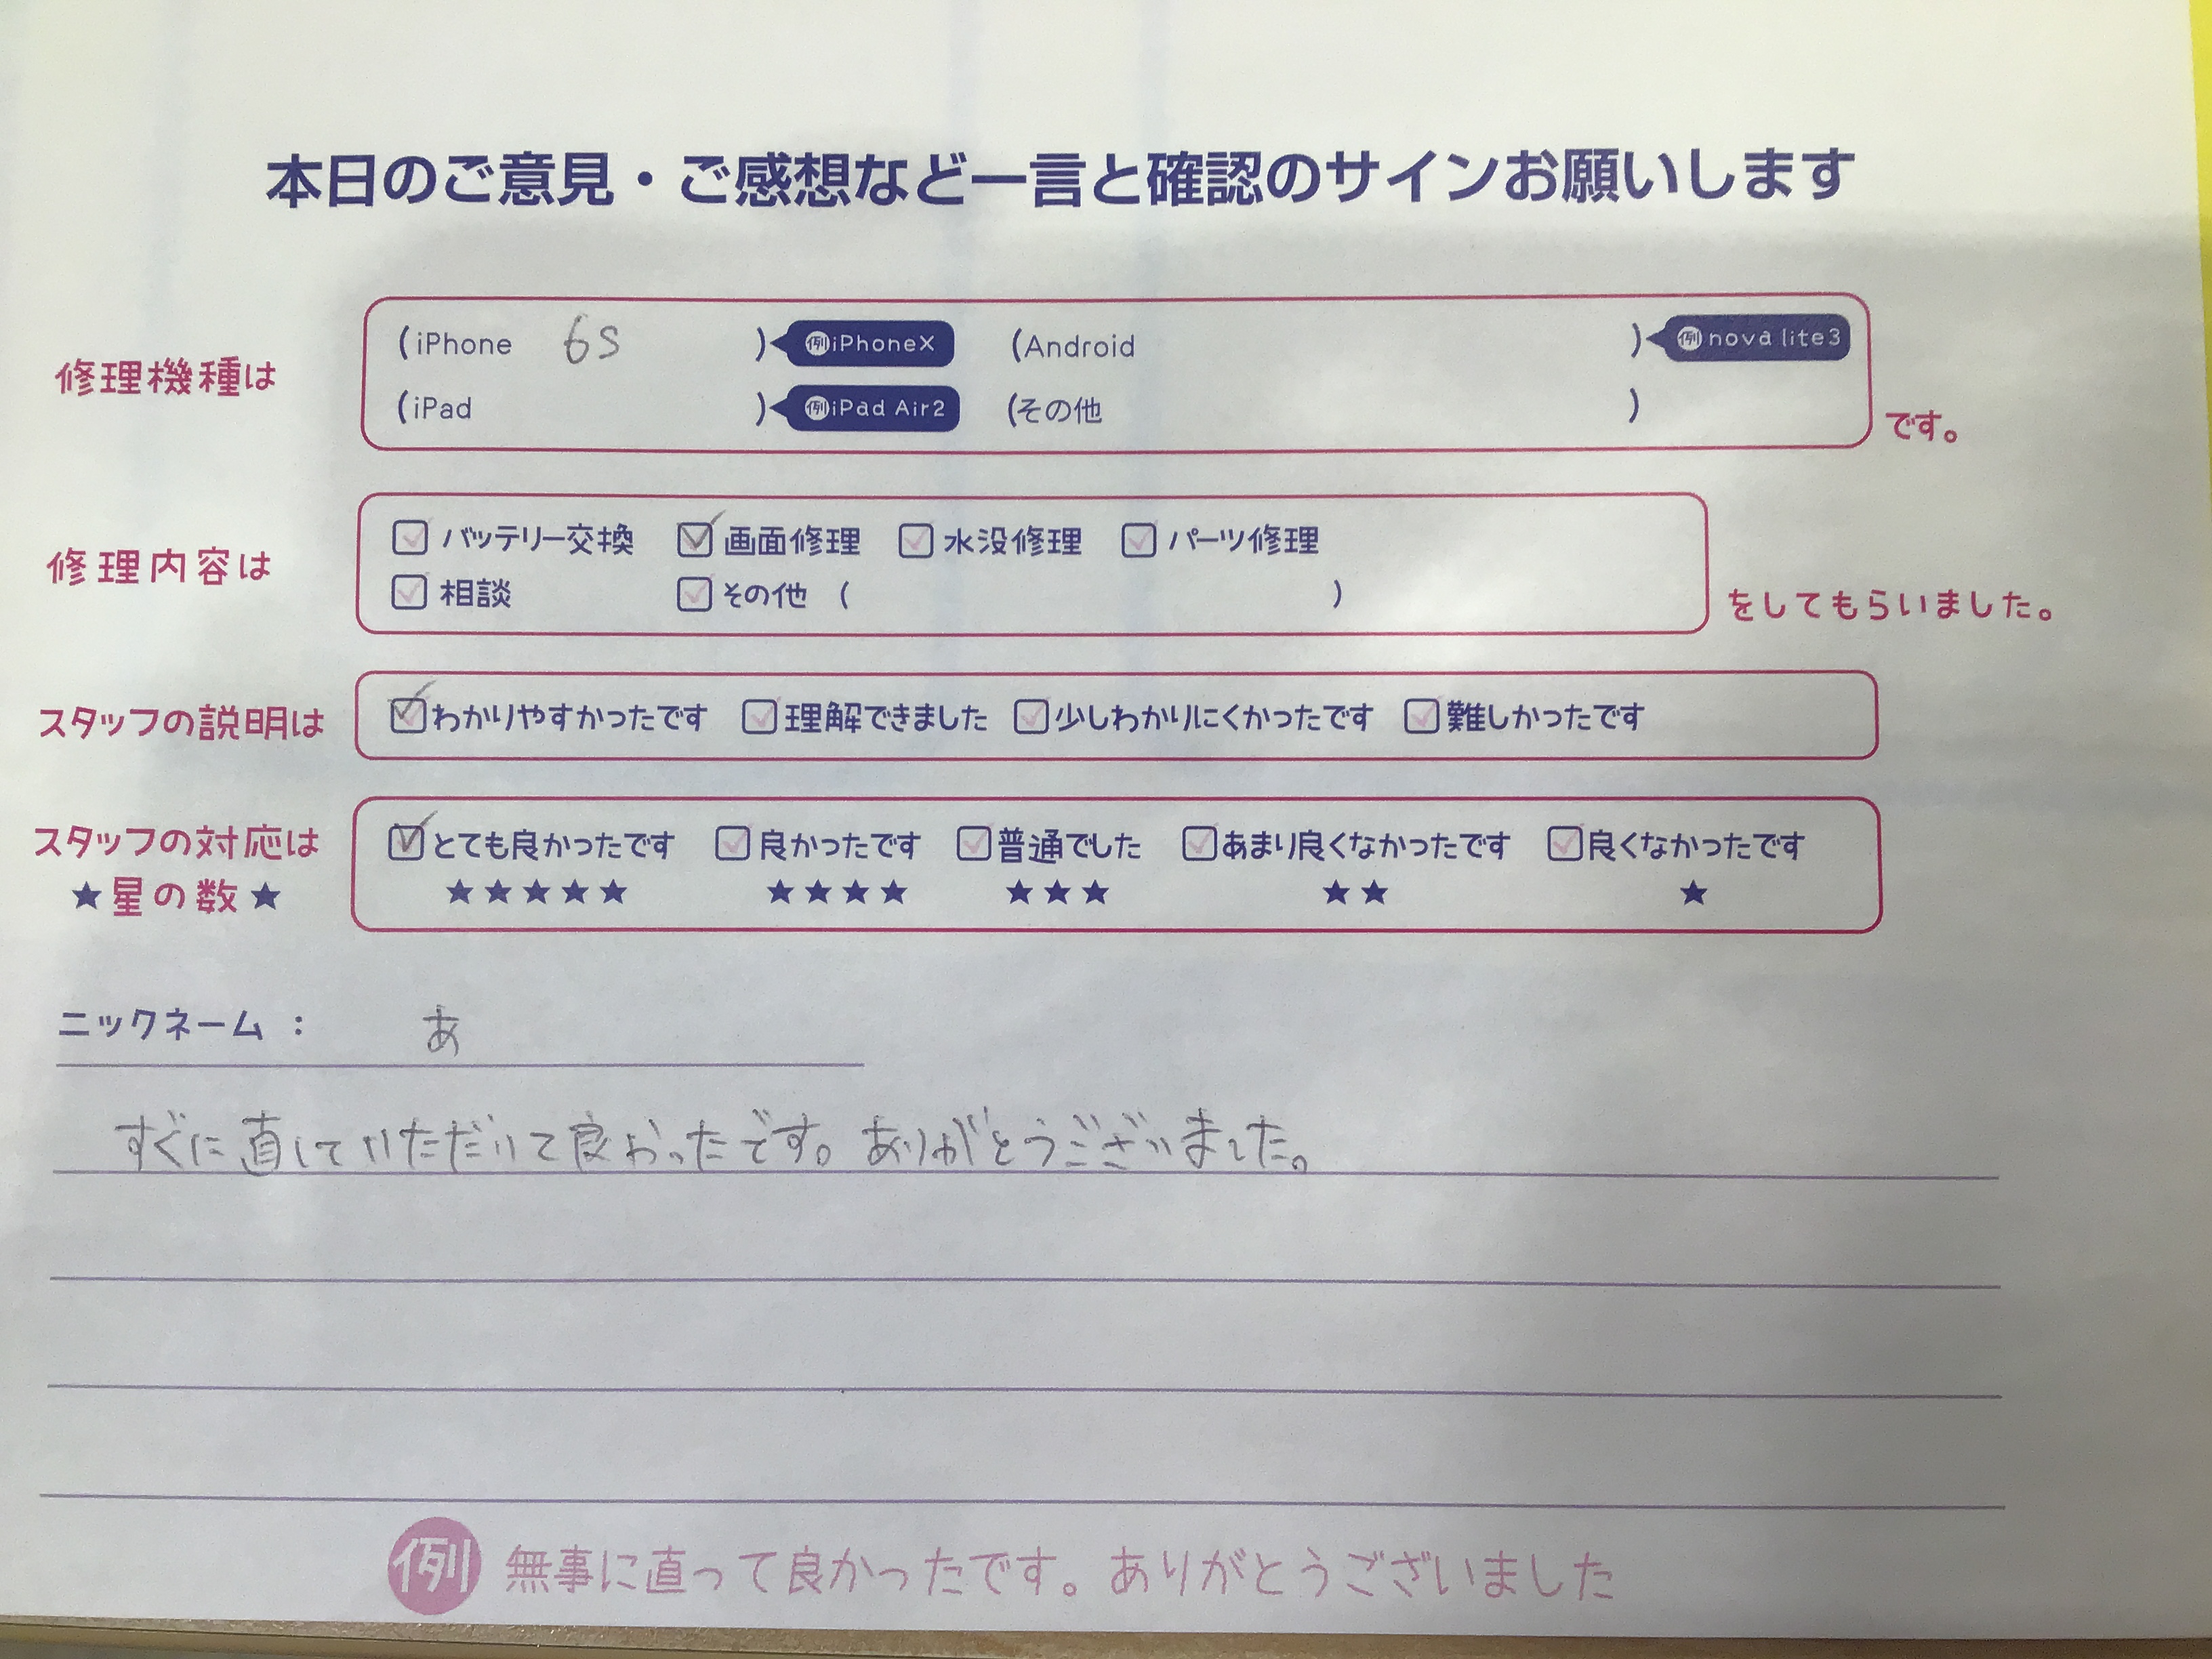 本日のご意見・ご感想など一言と確認のサインお願いします
修理機種は
(iPhone 6S ) 例iPhoneX (Android ) 例nova lite3
(iPad ) 例iPad Air2 (その他 ) です。
修理内容は
バッテリー交換 画面修理 水没修理 パーツ修理
相談 その他 ( ) をしてもらいました。
スタッフの説明は わかりやすかったです 理解できました 少しわかりにくかったです 難しかったです
スタッフの対応は とても良かったです 良かったです 普通でした あまり良くなかったです 良くなかったです
★星の数★ ★★★★★ ★★★★ ★★★ ★★ ★
ニックネーム： あ
すぐに直していただいて良かったです。ありがとうございました。
例 無事に直って良かったです。ありがとうございました